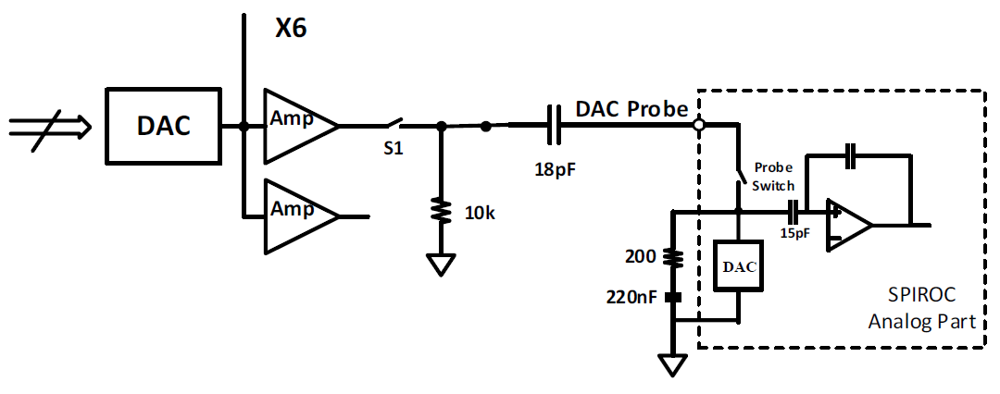 X6
DAC
Amp
S1
10k
18pF
DAC Probe
Amp
Probe
Switch
15pF
200
220nF
DAC
SPIROC
Analog Part